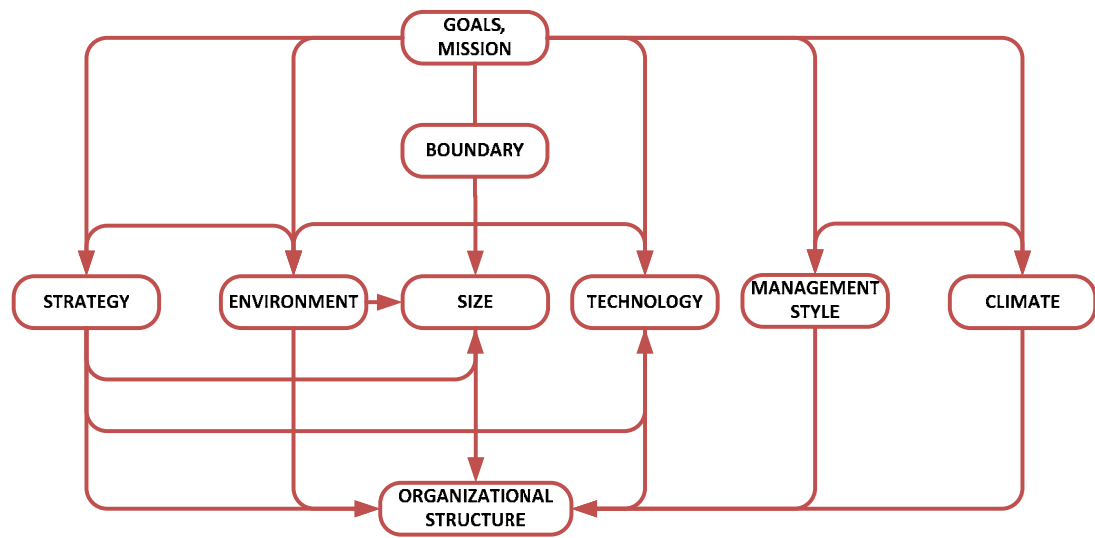 GOALS,
MISSION
BOUNDARY
STRATEGY
ENVIRONMENT
SIZE
TECHNOLOGY
MANAGEMENT
STYLE
CLIMATE
ORGANIZATIONAL
STRUCTURE